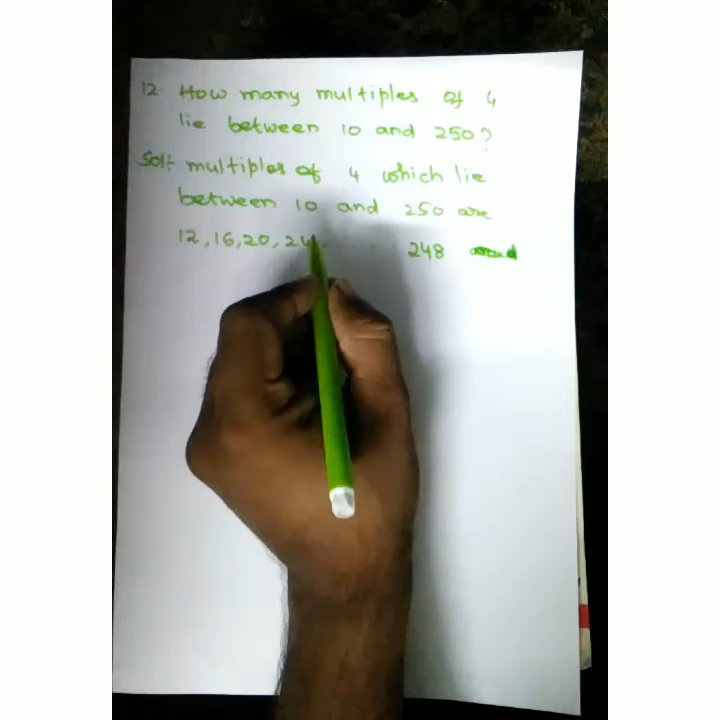 12. How many multiples of 4
lie between 10 and 250?
Sol:- multiples of 4 which lie
between 10 and 250 are
12, 16, 20, 24, . . . . 248